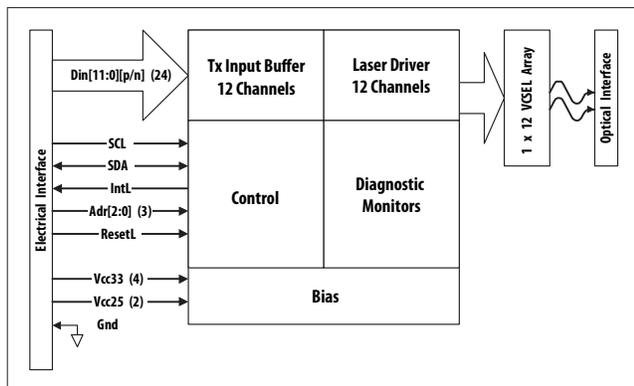 Electrical Interface
Din[11:0][p/n] (24)
SCL
SDA
IntL
Adr[2:0] (3)
ResetL
Vcc33 (4)
Vcc25 (2)
Gnd
Tx Input Buffer
12 Channels
Laser Driver
12 Channels
Control
Diagnostic
Monitors
Bias
1 x 12 VCSEL Array
Optical Interface